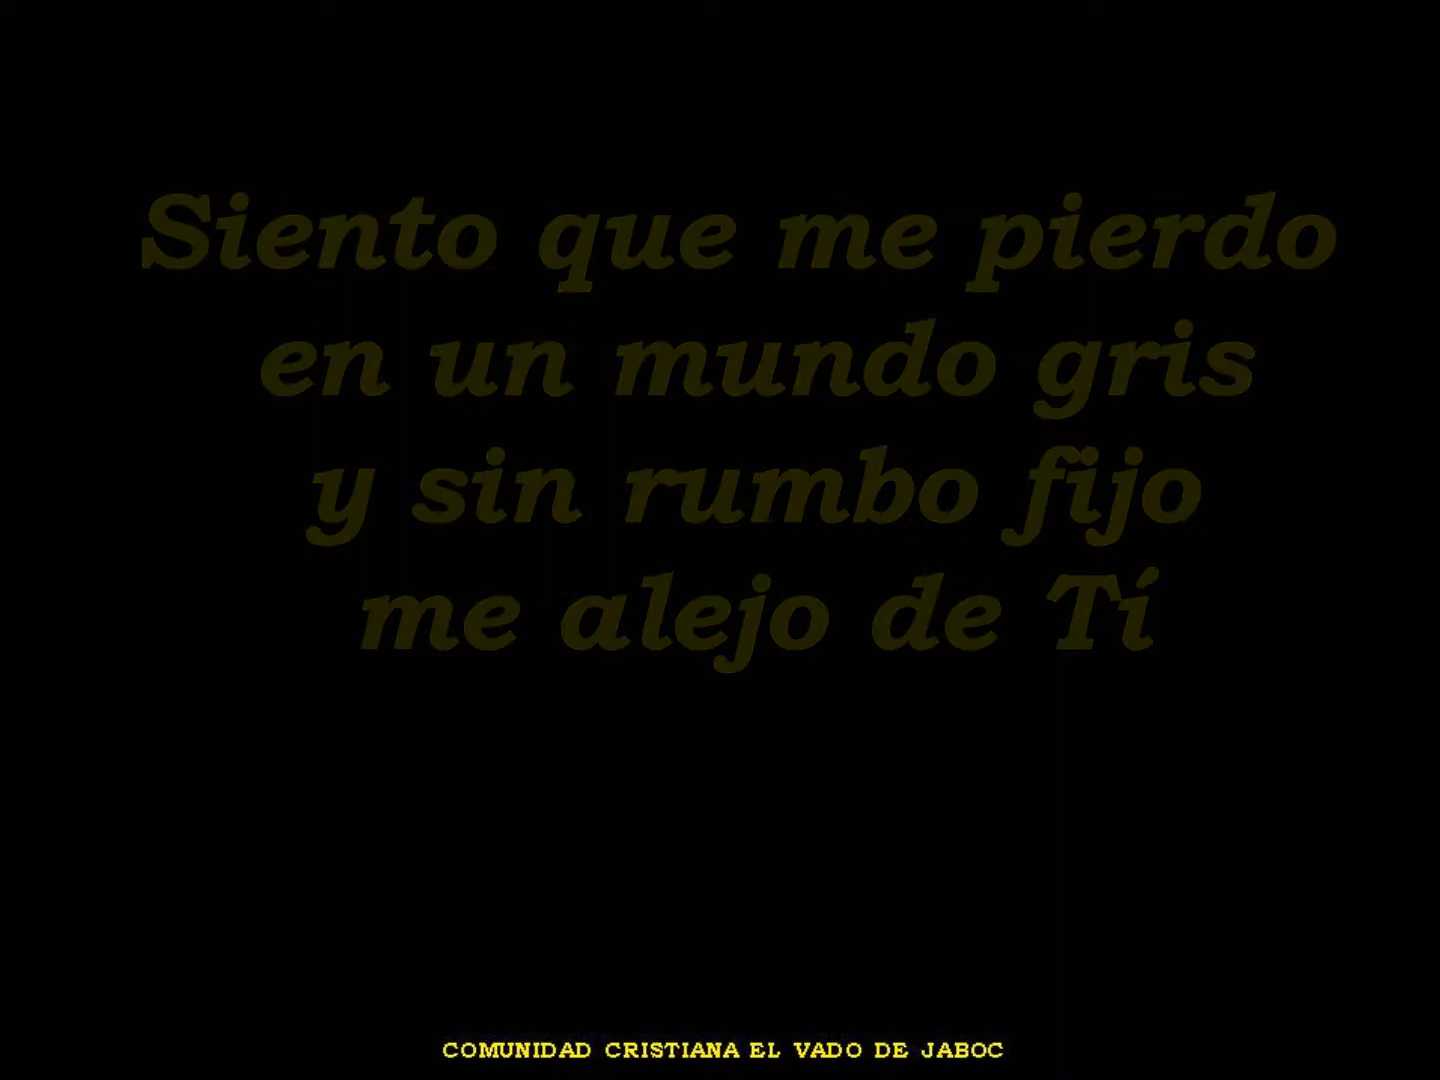 Siento que me pierdo
en un mundo gris
y sin rumbo fijo
me alejo de Tí
COMUNIDAD CRISTIANA EL VADO DE JABOC